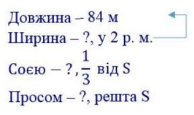 Довжина – 84 м
Ширина – ?, у 2 р. м.
Соєю – ?, 1/3 від S
Просом – ?, решта S